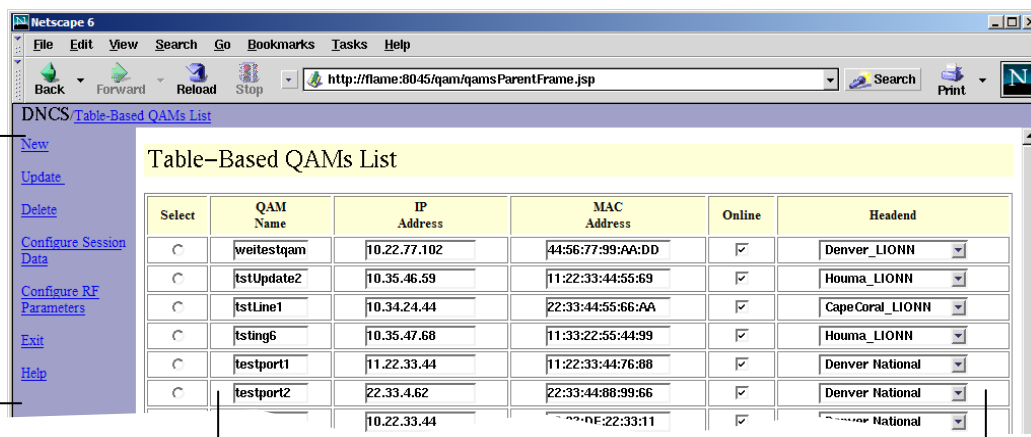 Netscape 6
File Edit View Search Go Bookmarks Tasks Help
Back Forward Reload Stop http://flame:8045/qam/qamsParentFrame.jsp Search Print N
DNCS/Table-Based QAMs List
New
Update
Delete
Configure Session
Data
Configure RF
Parameters
Exit
Help
Table-Based QAMs List
Select QAM Name IP Address MAC Address Online Headend
weitestqam 10.22.77.102 44:56:77:99:AA:DD Denver_LIONN
tstUpdate2 10.35.46.59 11:22:33:44:55:69 Houma_LIONN
tstLine1 10.34.24.44 22:33:44:55:66:AA CapeCoral_LIONN
tsting6 10.35.47.68 11:33:22:55:44:99 Houma_LIONN
testport1 11.22.33.44 11:22:33:44:76:88 Denver National
testport2 22.33.4.62 22:33:44:88:99:66 Denver National
10.22.33.44 :DE:22:33:11 National